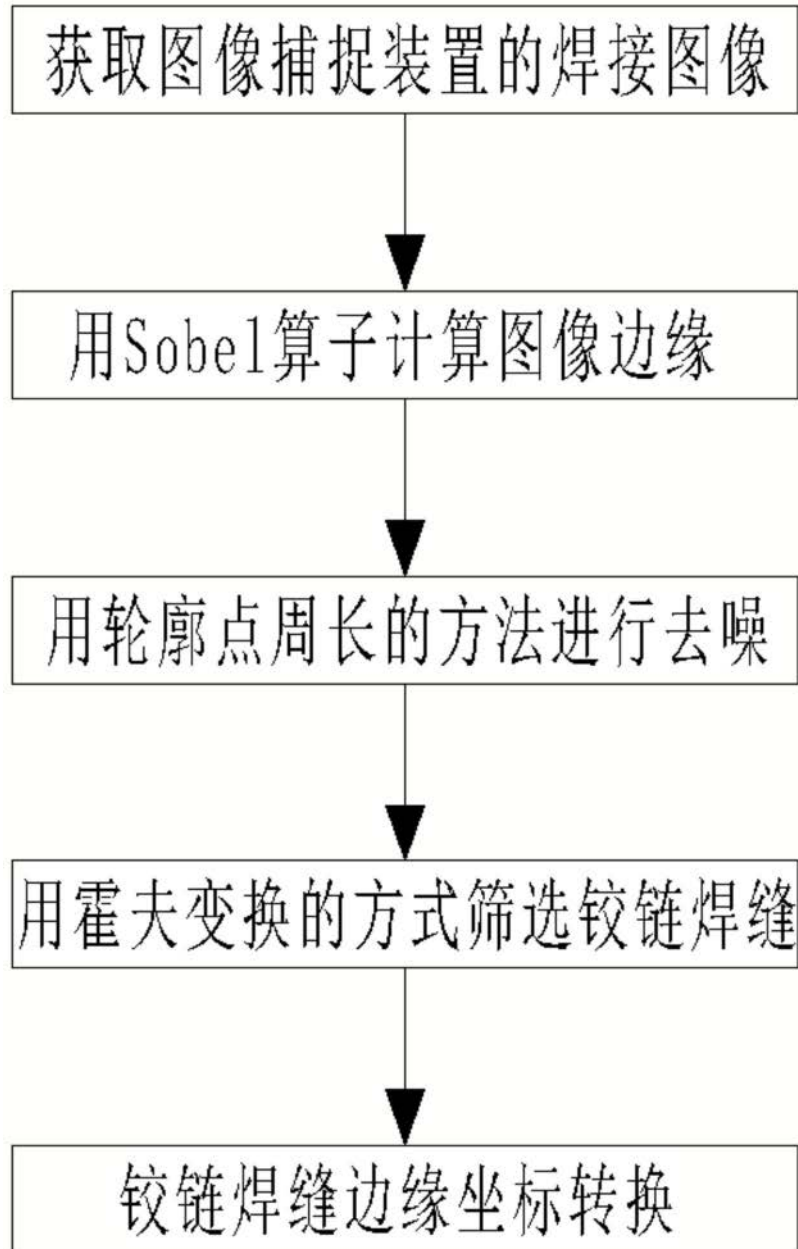 获取图像捕捉装置的焊接图像
用Sobel算子计算图像边缘
用轮廓点周长的方法进行去噪
用霍夫变换的方式筛选铰链焊缝
铰链焊缝边缘坐标转换